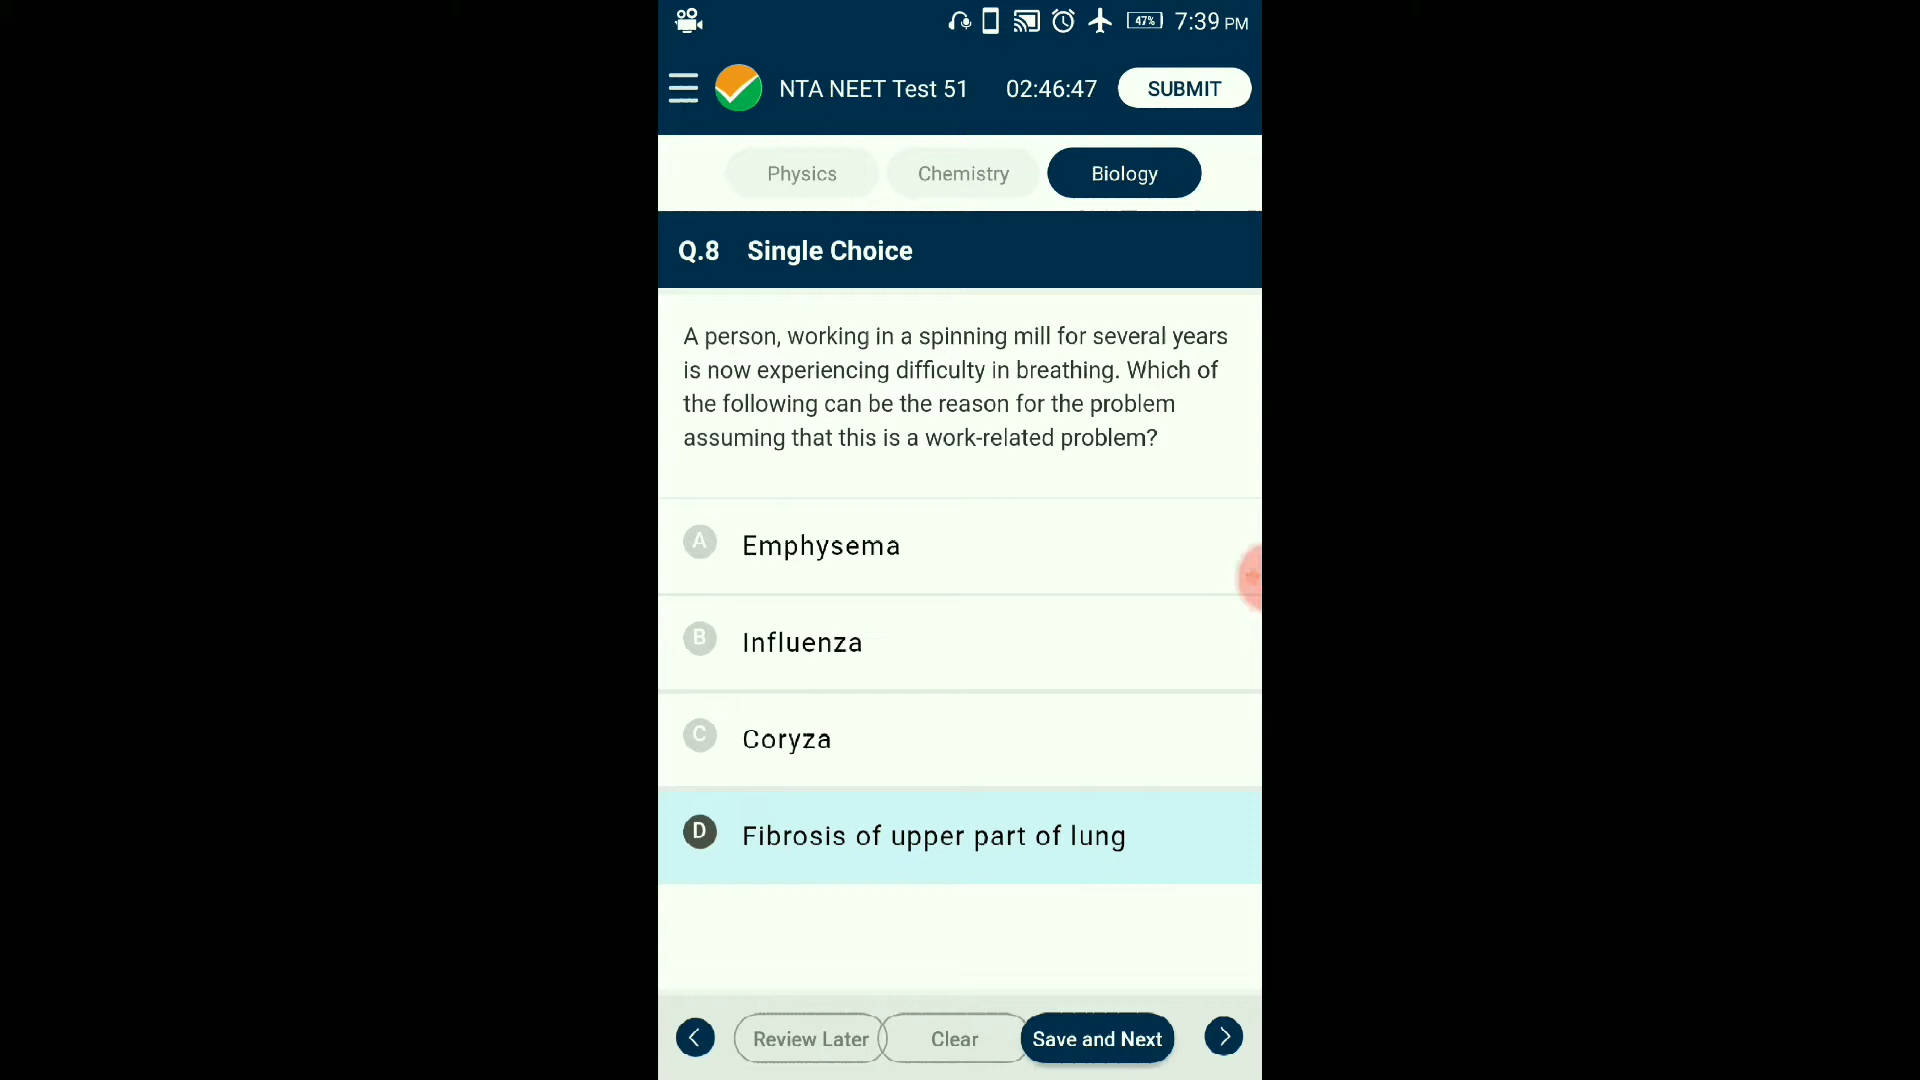 47% 7:39 PM
NTA NEET Test 51 02:46:47 SUBMIT
Physics Chemistry Biology
Q.8 Single Choice
A person, working in a spinning mill for several years
is now experiencing difficulty in breathing. Which of
the following can be the reason for the problem
assuming that this is a work-related problem?
A Emphysema
B Influenza
C Coryza
D Fibrosis of upper part of lung
Review Later Clear Save and Next